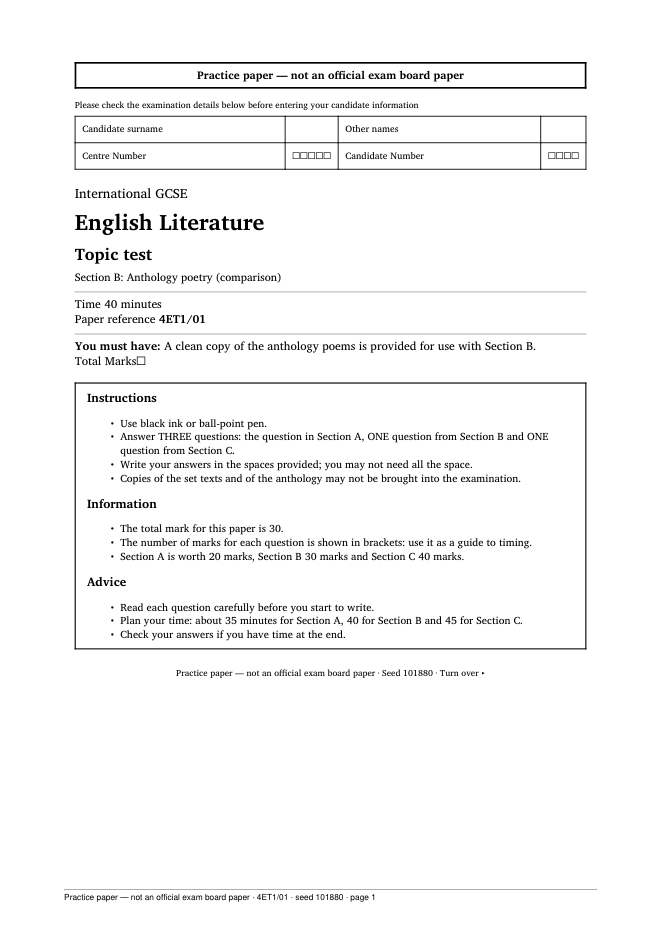 Practice paper — not an official exam board paper
Please check the examination details below before entering your candidate information
Candidate surname Other names
Centre Number ☐☐☐☐☐ Candidate Number ☐☐☐☐
International GCSE
English Literature
Topic test
Section B: Anthology poetry (comparison)
Time 40 minutes
Paper reference 4ET1/01
You must have: A clean copy of the anthology poems is provided for use with Section B.
Total Marks☐
Instructions
• Use black ink or ball-point pen.
• Answer THREE questions: the question in Section A, ONE question from Section B and ONE
question from Section C.
• Write your answers in the spaces provided; you may not need all the space.
• Copies of the set texts and of the anthology may not be brought into the examination.
Information
• The total mark for this paper is 30.
• The number of marks for each question is shown in brackets: use it as a guide to timing.
• Section A is worth 20 marks, Section B 30 marks and Section C 40 marks.
Advice
• Read each question carefully before you start to write.
• Plan your time: about 35 minutes for Section A, 40 for Section B and 45 for Section C.
• Check your answers if you have time at the end.
Practice paper — not an official exam board paper · Seed 101880 · Turn over •
Practice paper — not an official exam board paper · 4ET1/01 · seed 101880 · page 1